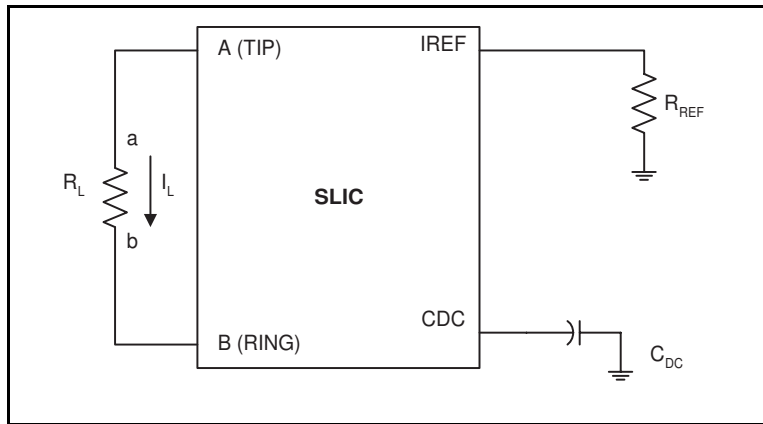 A (TIP)
IREF
R_REF
a
R_L
I_L
SLIC
b
CDC
B (RING)
C_DC